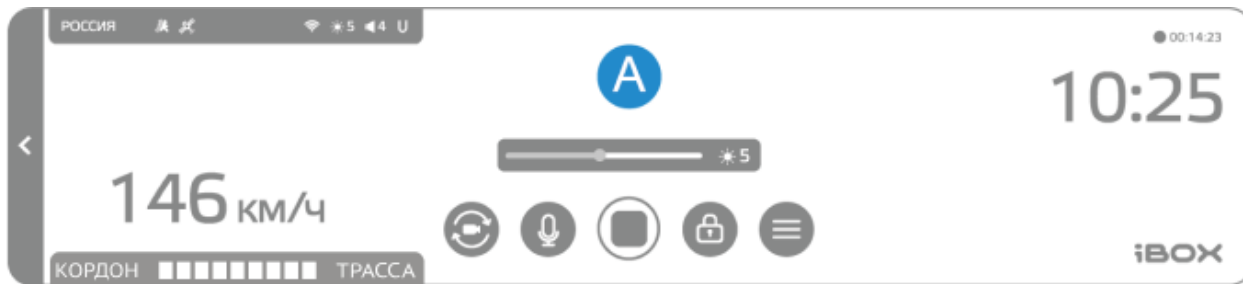 РОССИЯ 5 4 U
00:14:23
A
10:25
5
146 км/ч
iBOX
КОРДОН ТРАССА